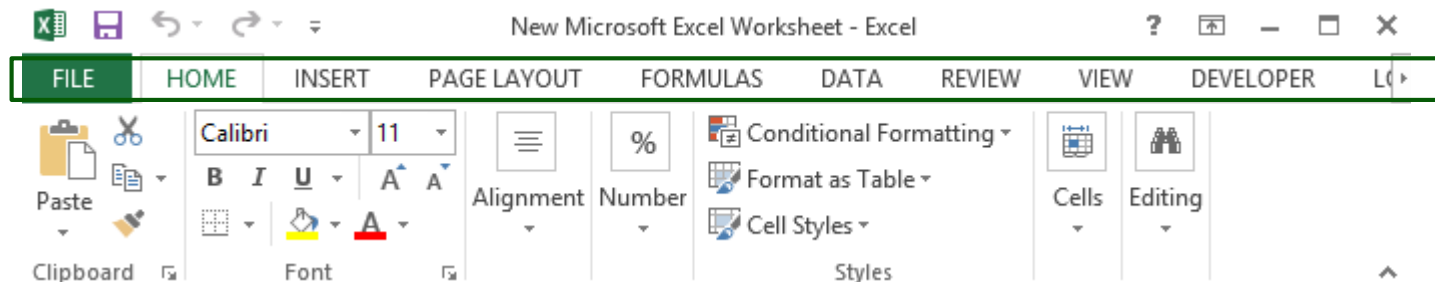 New Microsoft Excel Worksheet - Excel ?
FILE HOME INSERT PAGE LAYOUT FORMULAS DATA REVIEW VIEW DEVELOPER
Calibri 11 % Conditional Formatting
B I U A A Format as Table
Paste Alignment Number Cells Editing
A Cell Styles
Clipboard Font Styles